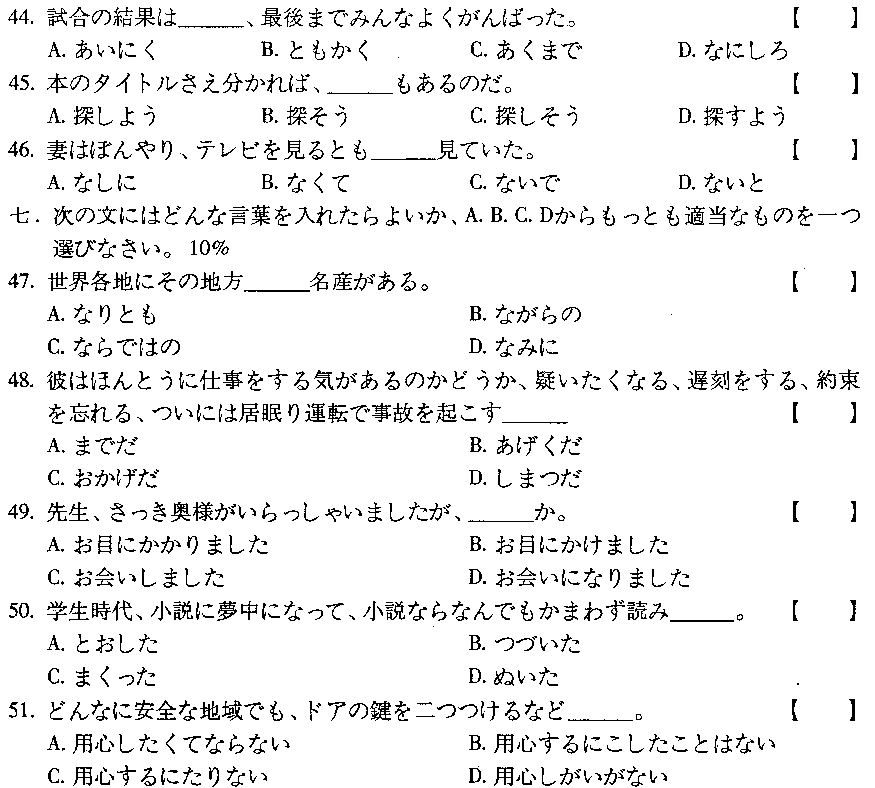 44. 試合の結果は______、最後までみんなよくがんばった。 【 】
A. あいにく B. ともかく C. あくまで D. なにしろ
45. 本のタイトルさえ分かれば、______もあるのだ。 【 】
A. 探しよう B. 探そう C. 探しそう D. 探すよう
46. 妻はぼんやり、テレビを見るとも______見ていた。 【 】
A. なしに B. なくて C. ないで D. ないと
七. 次の文にはどんな言葉を入れたらよいか、A. B. C. Dからもっとも適当なものを一つ
選びなさい。10%
47. 世界各地にその地方______名産がある。 【 】
A. なりとも B. ながらの
C. ならではの D. なみに
48. 彼はほんとうに仕事をする気があるのかどうか、疑いたくなる、遅刻をする、約束
を忘れる、ついには居眠り運転で事故を起こす______ 【 】
A. までだ B. あげくだ
C. おかげだ D. しまつだ
49. 先生、さっき奥様がいらっしゃいましたが、______か。 【 】
A. お目にかかりました B. お目にかけました
C. お会いしました D. お会いになりました
50. 学生時代、小説に夢中になって、小説ならなんでもかまわず読み______。 【 】
A. とおした B. つづいた
C. まくった D. ぬいた
51. どんなに安全な地域でも、ドアの鍵を二つつけるなど______。 【 】
A. 用心したくてならない B. 用心するにこしたことはない
C. 用心するにたりない D. 用心しがいがない